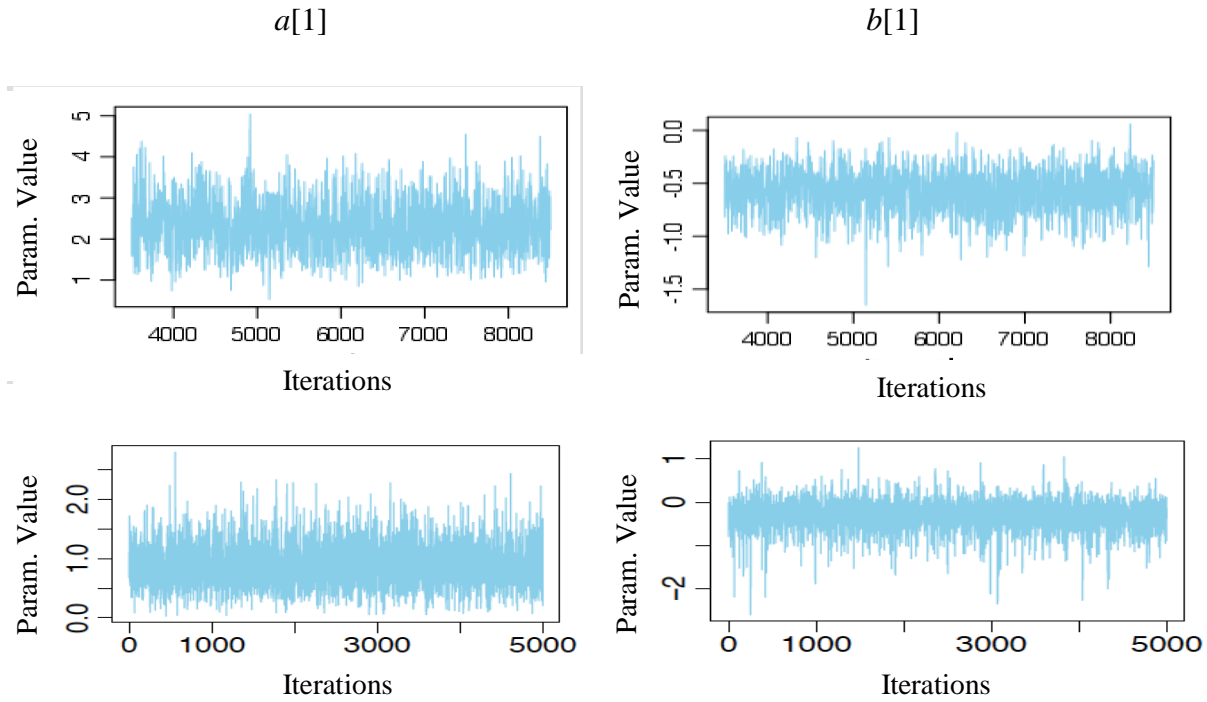 a[1]
b[1]
Param. Value
5
4
3
2
1
4000 5000 6000 7000 8000
Iterations
Param. Value
0.0
-0.5
-1.0
-1.5
4000 5000 6000 7000 8000
Iterations
Param. Value
2.0
1.0
0.0
0 1000 3000 5000
Iterations
Param. Value
1
0
-2
0 1000 3000 5000
Iterations